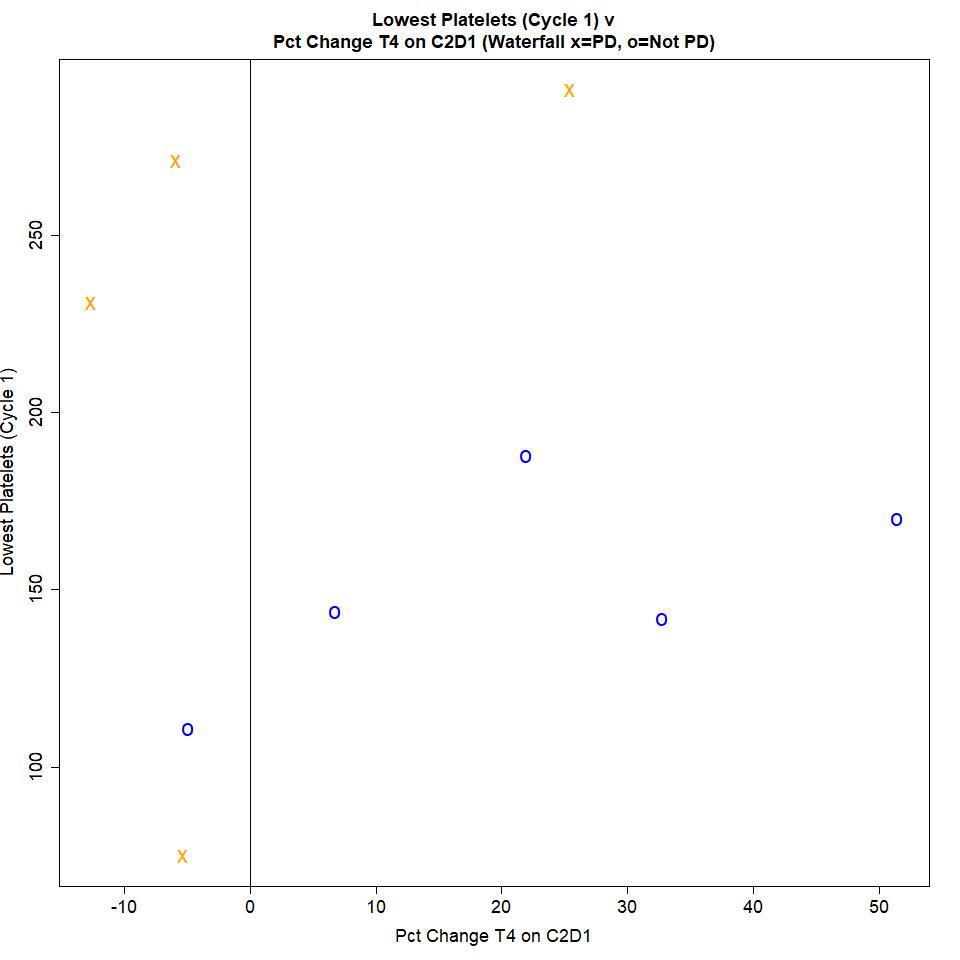 Lowest Platelets (Cycle 1) v
Pct Change T4 on C2D1 (Waterfall x=PD, o=Not PD)
X
X
250
X
Lowest Platelets (Cycle 1)
200
O
O
150
O
O
O
100
X
-10 0 10 20 30 40 50
Pct Change T4 on C2D1